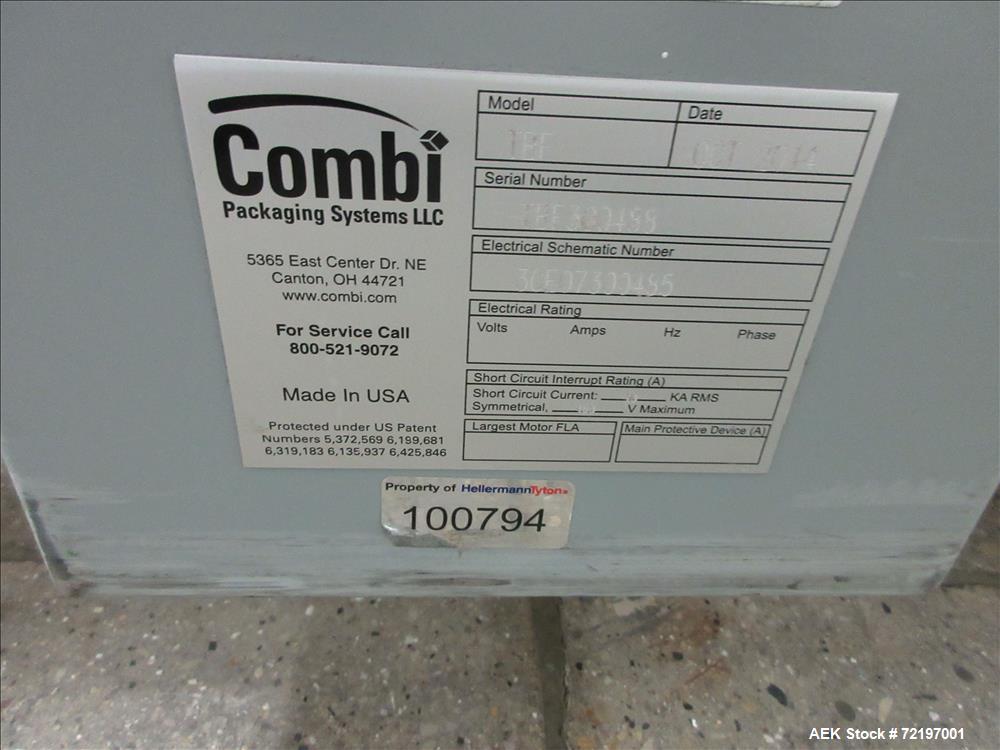 Combi
Packaging Systems LLC
5365 East Center Dr. NE
Canton, OH 44721
www.combi.com
For Service Call
800-521-9072
Made In USA
Protected under US Patent
Numbers 5,372,569 6,199,681
6,319,183 6,135,937 6,425,846
Model
Date
Serial Number
Electrical Schematic Number
Electrical Rating
Volts Amps Hz Phase
Short Circuit Interrupt Rating (A)
Short Circuit Current: KA RMS
Symmetrical, V Maximum
Largest Motor FLA
Main Protective Device (A)
Property of HellermannTyton
100794
AEK Stock # 72197001